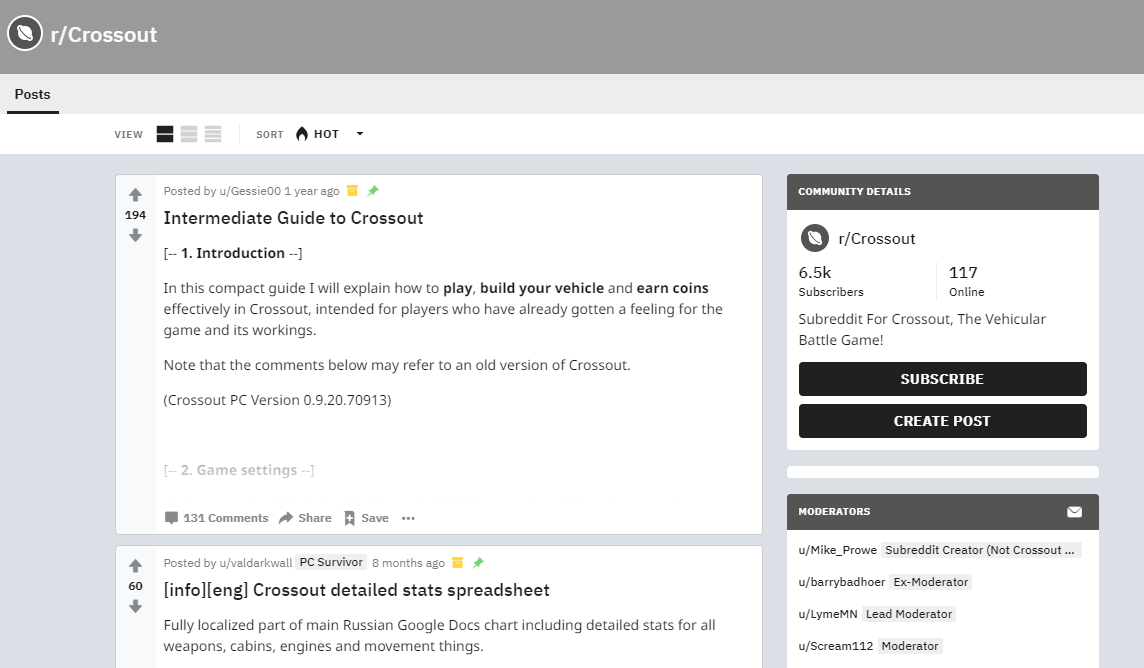 r/Crossout
Posts
VIEW SORT HOT
Posted by u/Gessie00 1 year ago
194
Intermediate Guide to Crossout
[-- 1. Introduction --]
In this compact guide I will explain how to play, build your vehicle and earn coins
effectively in Crossout, intended for players who have already gotten a feeling for the
game and its workings.
Note that the comments below may refer to an old version of Crossout.
(Crossout PC Version 0.9.20.70913)
[-- 2. Game settings --]
131 Comments Share Save
Posted by u/valdarkwall PC Survivor 8 months ago
60
[info][eng] Crossout detailed stats spreadsheet
Fully localized part of main Russian Google Docs chart including detailed stats for all
weapons, cabins, engines and movement things.
COMMUNITY DETAILS
r/Crossout
6.5k 117
Subscribers Online
Subreddit For Crossout, The Vehicular
Battle Game!
SUBSCRIBE
CREATE POST
MODERATORS
u/Mike_Prowe Subreddit Creator (Not Crossout ...
u/barrybadhoer Ex-Moderator
u/LymeMN Lead Moderator
u/Scream112 Moderator